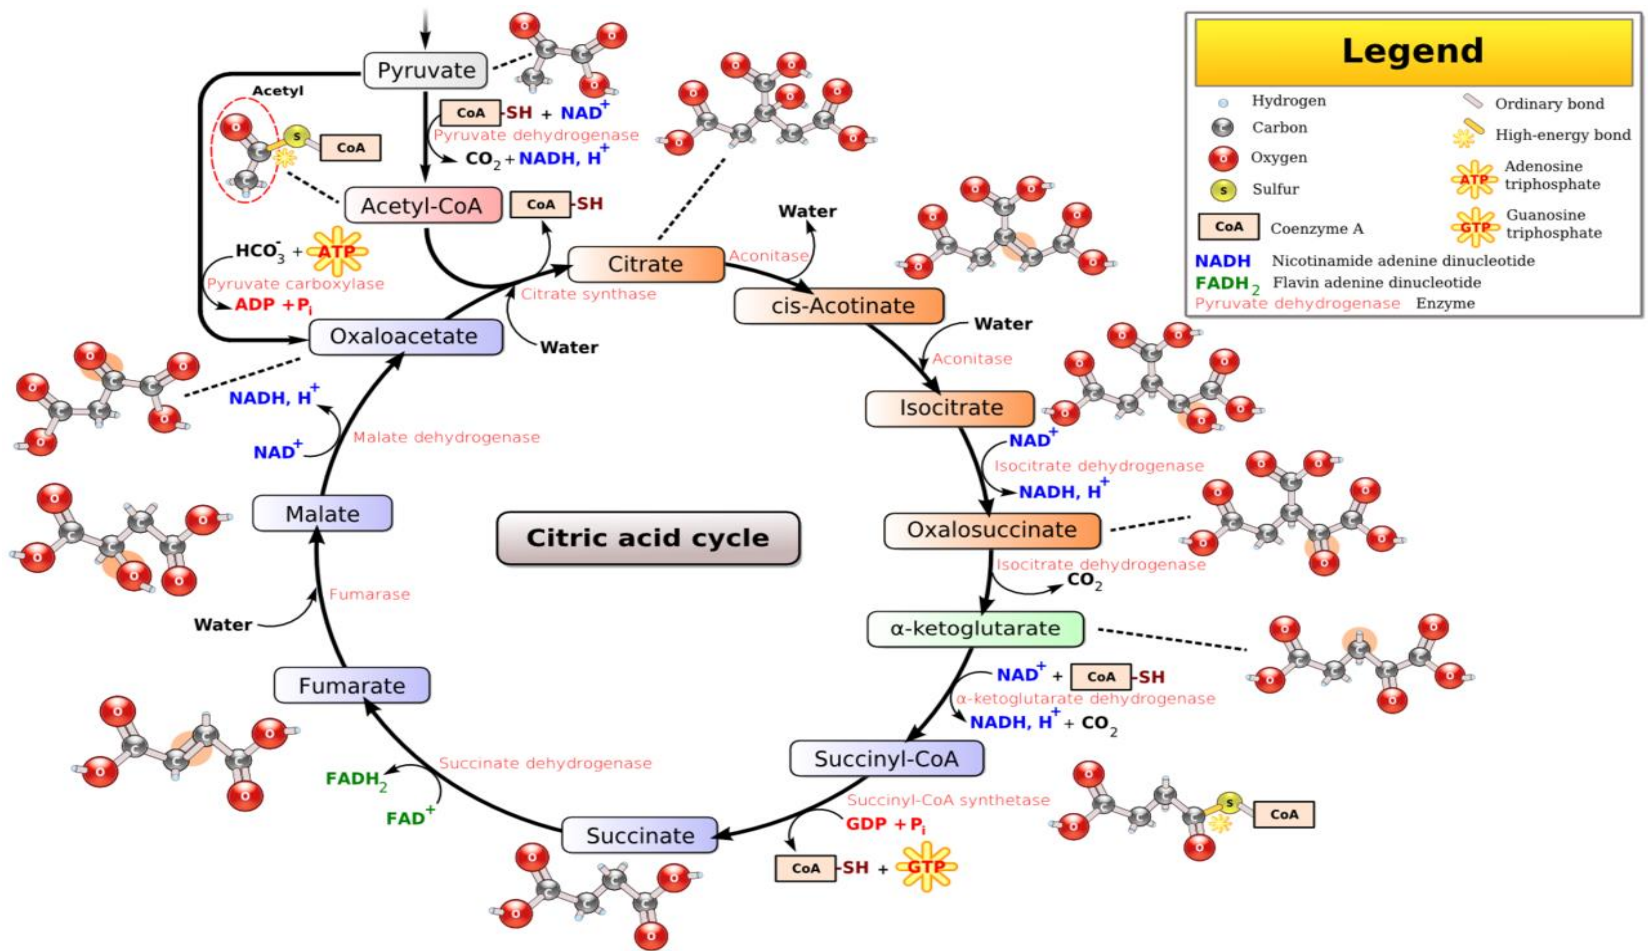 Pyruvate
Acetyl
CoA-SH + NAD+
Pyruvate dehydrogenase
CO2 + NADH, H+
S CoA
Acetyl-CoA
CoA-SH
HCO3- + ATP
Pyruvate carboxylase
ADP + Pi
Oxaloacetate
Citrate synthase
Water
Citrate
Aconitase
Water
cis-Acotinate
Water
Aconitase
Isocitrate
NAD+
Isocitrate dehydrogenase
NADH, H+
Oxalosuccinate
Isocitrate dehydrogenase
CO2
α-ketoglutarate
NAD+ + CoA-SH
α-ketoglutarate dehydrogenase
NADH, H+ + CO2
Succinyl-CoA
S CoA
Succinyl-CoA synthetase
GDP + Pi
CoA-SH + GTP
Succinate
Succinate dehydrogenase
FADH2
FAD+
Fumarate
Fumarase
Water
Malate
Malate dehydrogenase
NADH, H+
NAD+
Citric acid cycle
Legend
Hydrogen
C Carbon
O Oxygen
S Sulfur
CoA Coenzyme A
NADH Nicotinamide adenine dinucleotide
FADH2 Flavin adenine dinucleotide
Pyruvate dehydrogenase Enzyme
Ordinary bond
High-energy bond
ATP Adenosine
triphosphate
GTP Guanosine
triphosphate